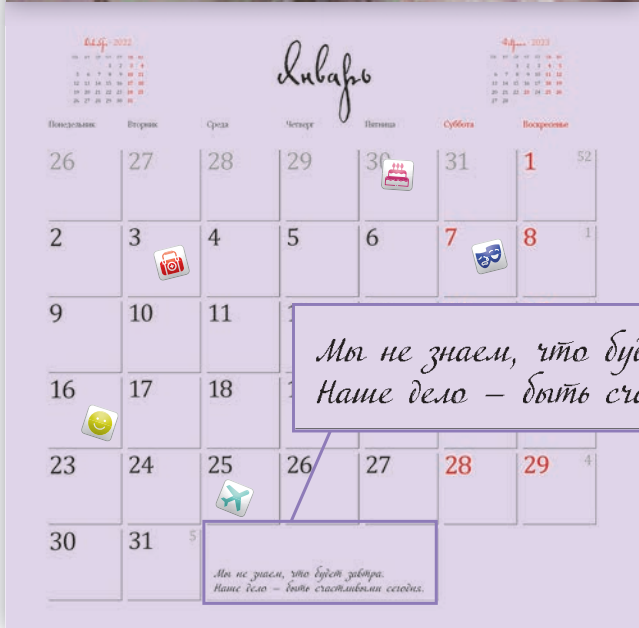 2022
2023
Январь
Понедельник Вторник Среда Четверг Пятница Суббота Воскресенье
26 27 28 29 30 31 1 52
2 3 4 5 6 7 8 1
9 10 11
16 17 18
23 24 25 26 27 28 29 4
30 31 5
Мы не знаем, что
Наше дело – быть
Мы не знаем, что будет завтра.
Наше дело – быть счастливыми сегодня.